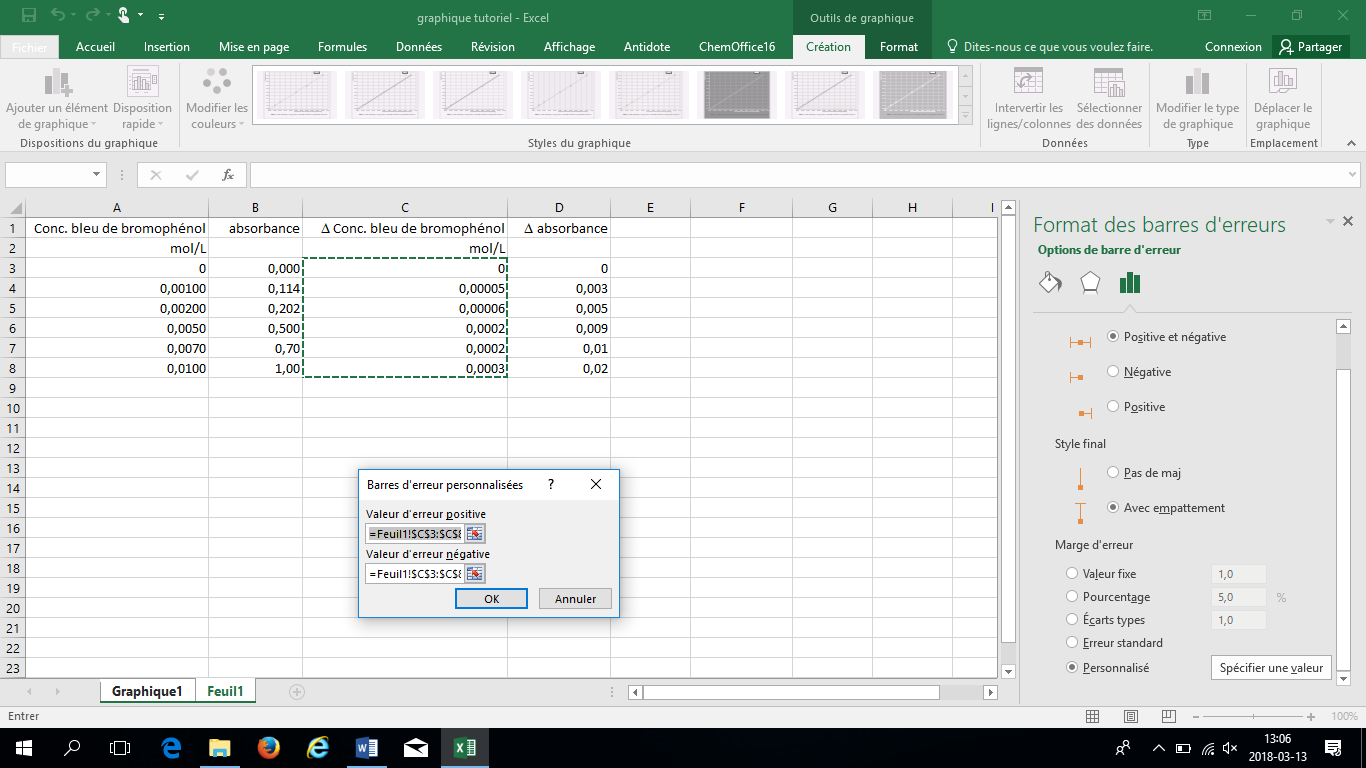 graphique tutoriel - Excel
Outils de graphique
Fichier Accueil Insertion Mise en page Formules Données Révision Affichage Antidote ChemOffice16 Création Format Dites-nous ce que vous voulez faire. Connexion Partager
Ajouter un élément de graphique
Disposition rapide
Modifier les couleurs
Intervertir les lignes/colonnes
Sélectionner des données
Modifier le type de graphique
Déplacer le graphique
Dispositions du graphique Styles du graphique Données Type Emplacement
fx
A B C D E F G H I
1 Conc. bleu de bromophénol absorbance Δ Conc. bleu de bromophénol Δ absorbance
2 mol/L mol/L
3 0 0,000 0 0
4 0,00100 0,114 0,00005 0,003
5 0,00200 0,202 0,00006 0,005
6 0,0050 0,500 0,0002 0,009
7 0,0070 0,70 0,0002 0,01
8 0,0100 1,00 0,0003 0,02
9
10
11
12
13
14
15
16
17
18
19
20
21
22
23
Barres d'erreur personnalisées ?
Valeur d'erreur positive
=Feuil1!$C$3:$C$8
Valeur d'erreur négative
=Feuil1!$C$3:$C$8
OK Annuler
Format des barres d'erreurs
Options de barre d'erreur
Positive et négative
Négative
Positive
Style final
Pas de maj
Avec empattement
Marge d'erreur
Valeur fixe 1,0
Pourcentage 5,0 %
Écarts types 1,0
Erreur standard
Personnalisé Spécifier une valeur
Graphique1 Feuil1
Entrer
100%
13:06
2018-03-13